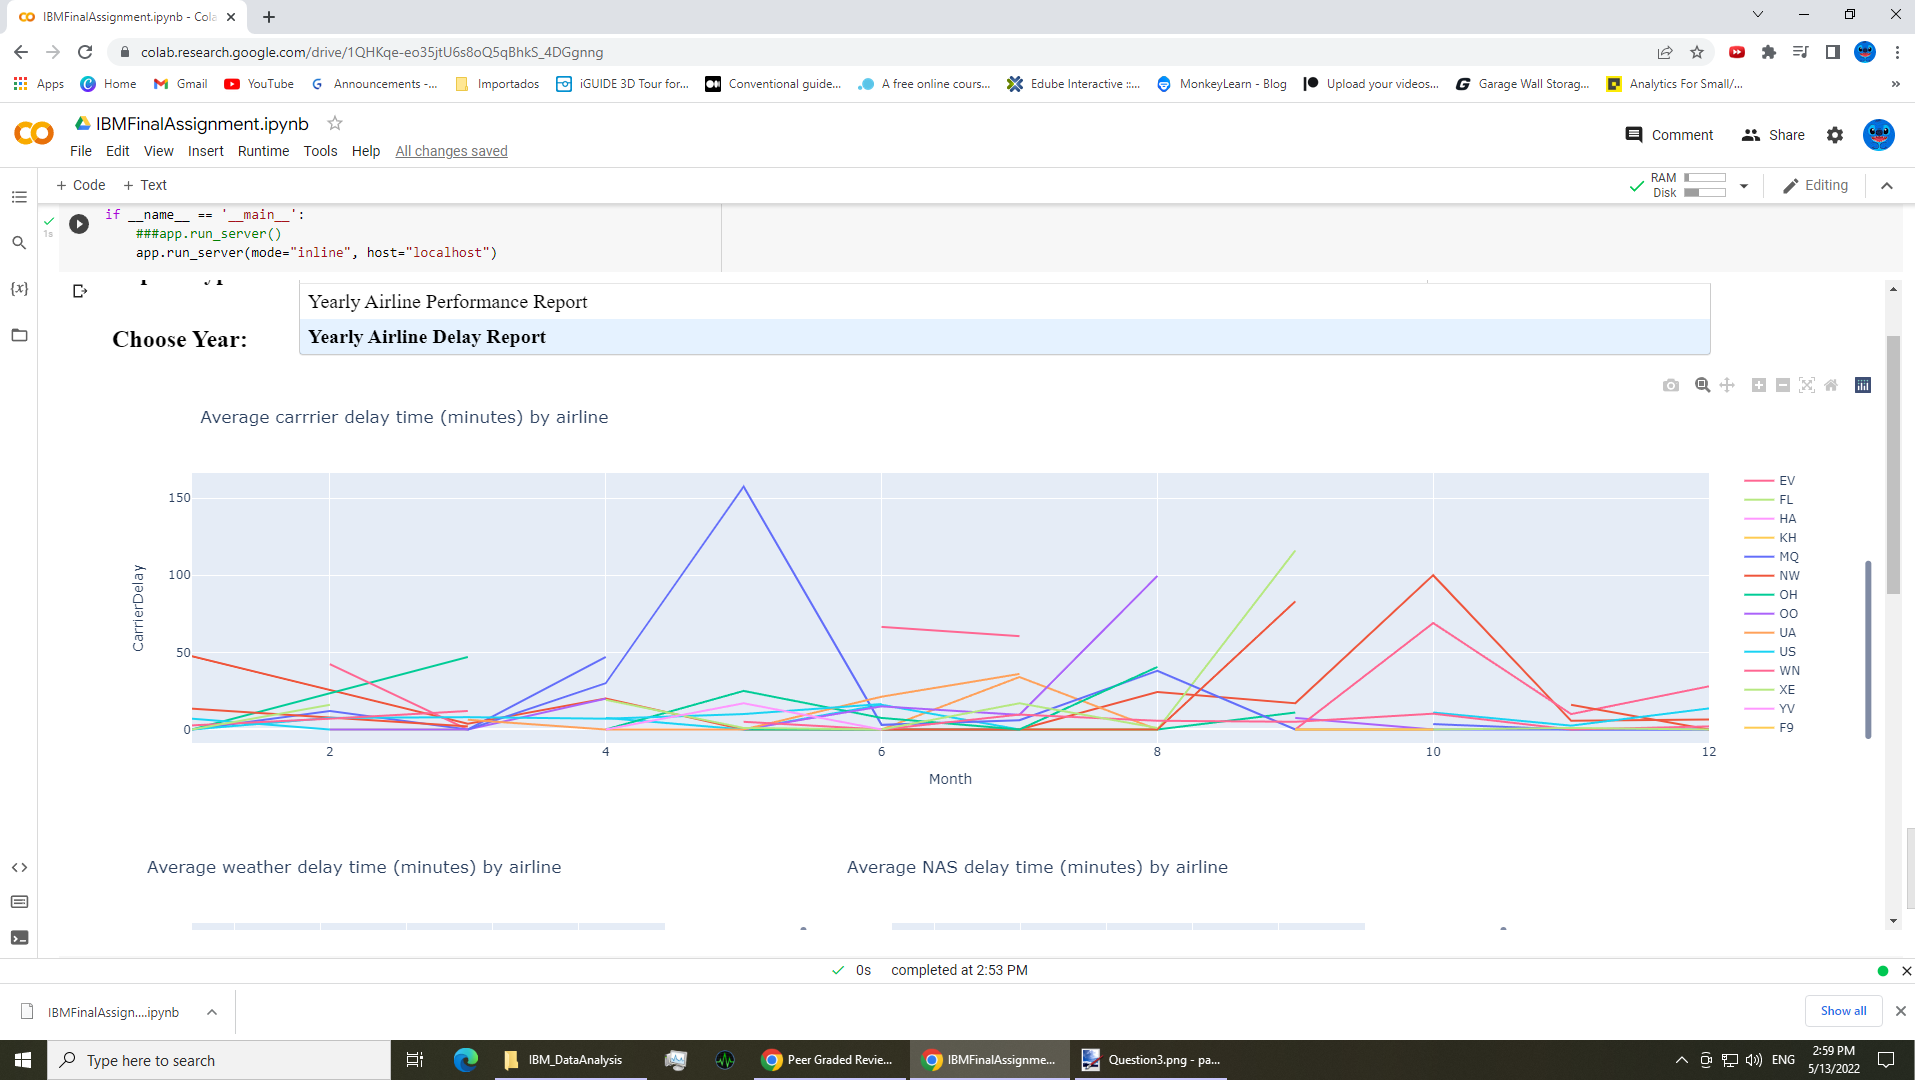 IBMFinalAssignment.ipynb - Cola
colab.research.google.com/drive/1QHKqe-eo35jtU6s8oQ5qBhkS_4DGgnng
Apps Home Gmail YouTube Announcements -... Importados iGUIDE 3D Tour for... Conventional guide... A free online cours... Edube Interactive ::... MonkeyLearn - Blog Upload your videos... Garage Wall Storag... Analytics For Small/... »
IBMFinalAssignment.ipynb
Comment Share
File Edit View Insert Runtime Tools Help All changes saved
+ Code + Text
RAM
Disk
Editing
if __name__ == '__main__':
1s
###app.run_server()
app.run_server(mode="inline", host="localhost")
{x}
Yearly Airline Performance Report
Choose Year:
Yearly Airline Delay Report
Average carrrier delay time (minutes) by airline
CarrierDelay
150
100
50
0
2 4 6 8 10 12
Month
EV
FL
HA
KH
MQ
NW
OH
OO
UA
US
WN
XE
YV
F9
Average weather delay time (minutes) by airline
Average NAS delay time (minutes) by airline
0s completed at 2:53 PM
IBMFinalAssign....ipynb
Show all
Type here to search
IBM_DataAnalysis
Peer Graded Revie...
IBMFinalAssignme...
Question3.png - pa...
ENG
2:59 PM
5/13/2022